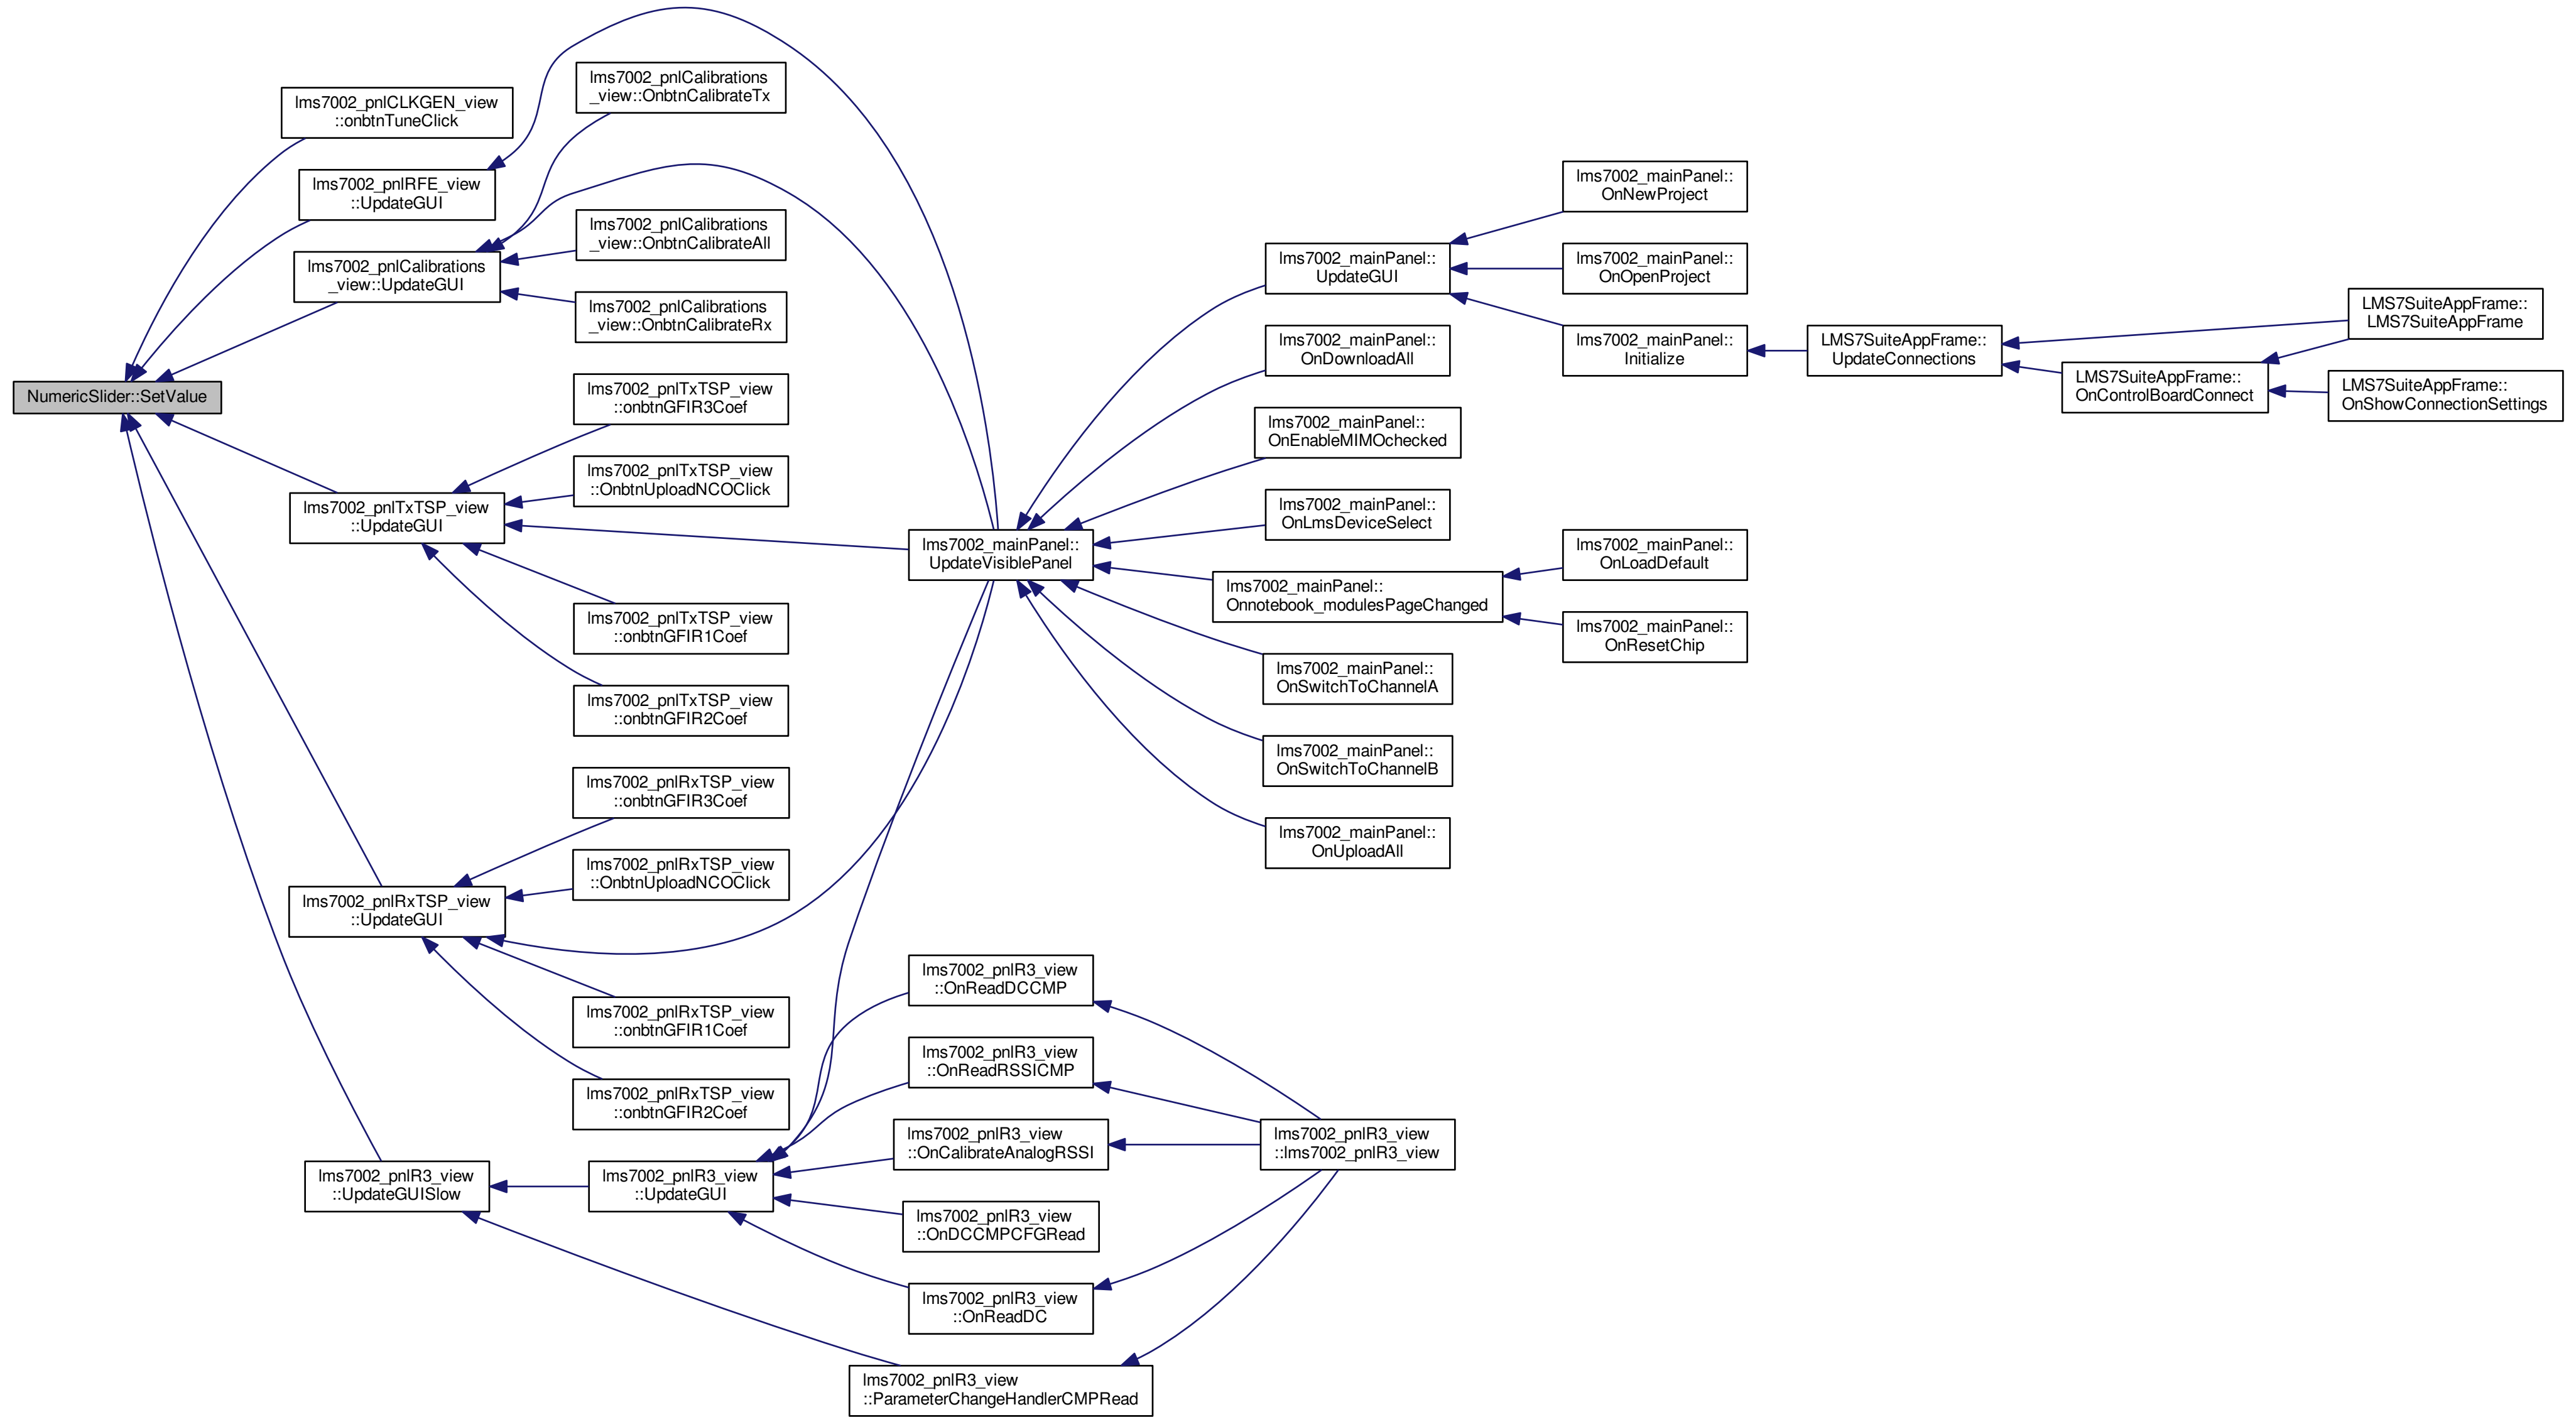 NumericSlider::SetValue
lms7002_pnlCLKGEN_view
::onbtnTuneClick
lms7002_pnlRFE_view
::UpdateGUI
lms7002_pnlCalibrations
_view::UpdateGUI
lms7002_pnlTxTSP_view
::UpdateGUI
lms7002_pnlRxTSP_view
::UpdateGUI
lms7002_pnlR3_view
::UpdateGUISlow
lms7002_pnlCalibrations
_view::OnbtnCalibrateTx
lms7002_pnlCalibrations
_view::OnbtnCalibrateAll
lms7002_pnlCalibrations
_view::OnbtnCalibrateRx
lms7002_pnlTxTSP_view
::onbtnGFIR3Coef
lms7002_pnlTxTSP_view
::OnbtnUploadNCOClick
lms7002_pnlTxTSP_view
::onbtnGFIR1Coef
lms7002_pnlTxTSP_view
::onbtnGFIR2Coef
lms7002_pnlRxTSP_view
::onbtnGFIR3Coef
lms7002_pnlRxTSP_view
::OnbtnUploadNCOClick
lms7002_pnlRxTSP_view
::onbtnGFIR1Coef
lms7002_pnlRxTSP_view
::onbtnGFIR2Coef
lms7002_pnlR3_view
::UpdateGUI
lms7002_mainPanel::
UpdateVisiblePanel
lms7002_pnlR3_view
::OnReadDCCMP
lms7002_pnlR3_view
::OnReadRSSICMP
lms7002_pnlR3_view
::OnCalibrateAnalogRSSI
lms7002_pnlR3_view
::OnDCCMPCFGRead
lms7002_pnlR3_view
::OnReadDC
lms7002_pnlR3_view
::ParameterChangeHandlerCMPRead
lms7002_mainPanel::
UpdateGUI
lms7002_mainPanel::
OnDownloadAll
lms7002_mainPanel::
OnEnableMIMOchecked
lms7002_mainPanel::
OnLmsDeviceSelect
lms7002_mainPanel::
Onnotebook_modulesPageChanged
lms7002_mainPanel::
OnSwitchToChannelA
lms7002_mainPanel::
OnSwitchToChannelB
lms7002_mainPanel::
OnUploadAll
lms7002_pnlR3_view
::lms7002_pnlR3_view
lms7002_mainPanel::
OnNewProject
lms7002_mainPanel::
OnOpenProject
lms7002_mainPanel::
Initialize
lms7002_mainPanel::
OnLoadDefault
lms7002_mainPanel::
OnResetChip
LMS7SuiteAppFrame::
UpdateConnections
LMS7SuiteAppFrame::
OnControlBoardConnect
LMS7SuiteAppFrame::
LMS7SuiteAppFrame
LMS7SuiteAppFrame::
OnShowConnectionSettings